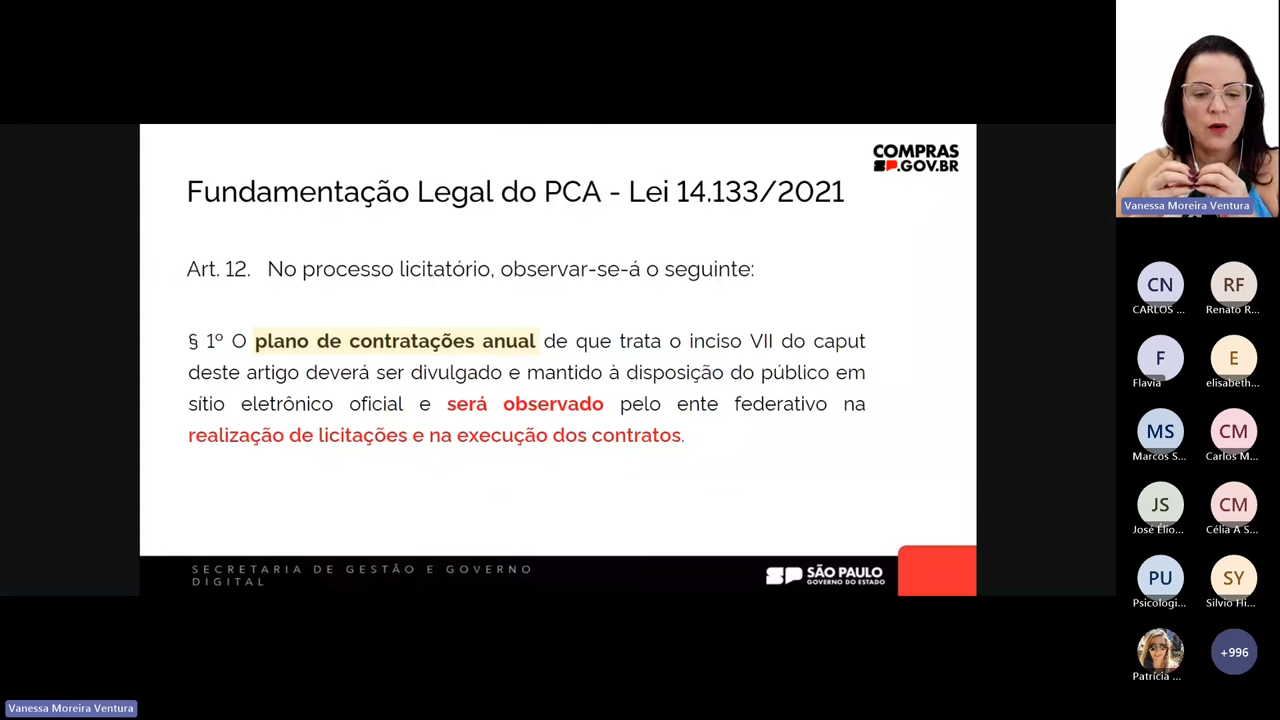 COMPRAS
SP.GOV.BR
Fundamentação Legal do PCA - Lei 14.133/2021
Art. 12. No processo licitatório, observar-se-á o seguinte:
§ 1º O plano de contratações anual de que trata o inciso VII do caput
deste artigo deverá ser divulgado e mantido à disposição do público em
sítio eletrônico oficial e será observado pelo ente federativo na
realização de licitações e na execução dos contratos.
SECRETARIA DE GESTÃO E GOVERNO
DIGITAL
SP SÃO PAULO
GOVERNO DO ESTADO
Vanessa Moreira Ventura
CN
RF
CARLOS ...
Renato R...
F
E
Flavia
elisabeth...
MS
CM
Marcos S...
Carlos M...
JS
CM
José Élio...
Célia A S...
PU
SY
Psicologi...
Silvio Hi...
Patrícia ...
+996
Vanessa Moreira Ventura